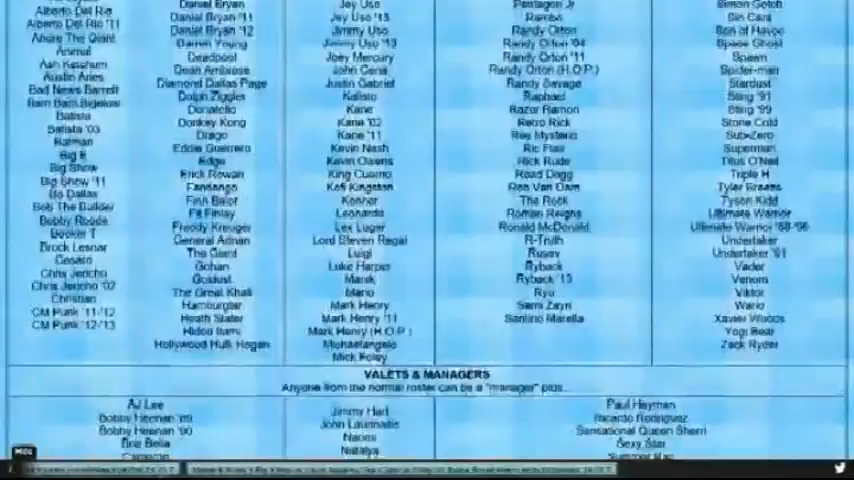 Alberto Del Rio
Alberto Del Rio '11
Andre The Giant
Animal
Ash Ketchum
Austin Aries
Bad News Barrett
Bam Bam Bigelow
Batista
Batista '03
Batman
Big E
Big Show
Big Show '11
Bo Dallas
Bob The Builder
Bobby Roode
Booker T
Brock Lesnar
Cesaro
Chris Jericho
Chris Jericho '02
Christian
CM Punk '11-'12
CM Punk '12-'13
Daniel Bryan
Daniel Bryan '11
Daniel Bryan '12
Darren Young
Deadpool
Dean Ambrose
Diamond Dallas Page
Dolph Ziggler
Donatello
Donkey Kong
Drago
Eddie Guerrero
Edge
Erick Rowan
Fandango
Finn Balor
Fit Finlay
Freddy Krueger
General Adnan
The Giant
Gohan
Goldust
The Great Khali
Hamburglar
Heath Slater
Hideo Itami
Hollywood Hulk Hogan
Jey Uso
Jey Uso '13
Jimmy Uso
Jimmy Uso '13
Joey Mercury
John Cena
Justin Gabriel
Kalisto
Kane
Kane '02
Kane '11
Kevin Nash
Kevin Owens
King Cuerno
Kofi Kingston
Konnor
Leonardo
Lex Luger
Lord Steven Regal
Luigi
Luke Harper
Mario
Mark Henry
Mark Henry '11
Mark Henry (H.O.P.)
Michaelangelo
Mick Foley
Pentagon Jr
Rambo
Randy Orton
Randy Orton '04
Randy Orton '11
Randy Orton (H.O.P.)
Randy Savage
Raphael
Razor Ramon
Retro Rick
Rey Mysterio
Ric Flair
Rick Rude
Road Dogg
Rob Van Dam
The Rock
Roman Reigns
Ronald McDonald
R-Truth
Rusev
Ryback
Ryback '13
Ryu
Sami Zayn
Santino Marella
Simon Gotch
Sin Cara
Son of Havoc
Space Ghost
Spawn
Spider-man
Stardust
Sting '91
Sting '99
Stone Cold
Sub-Zero
Superman
Titus O'Neil
Triple H
Tyler Breeze
Tyson Kidd
Ultimate Warrior
Ultimate Warrior
Undertaker
Undertaker '91
Vader
Venom
Viktor
Wario
Xavier Woods
Yogi Bear
Zack Ryder
VALETS & MANAGERS
Anyone from the normal roster can be a "manager" plus...
AJ Lee
Bobby Heenan '89
Bobby Heenan '90
Brie Bella
Cameron
Jimmy Hart
John Laurinaitis
Naomi
Natalya
Paul Heyman
Ricardo Rodriguez
Sensational Queen Sherri
Sexy Star
Summer Rae